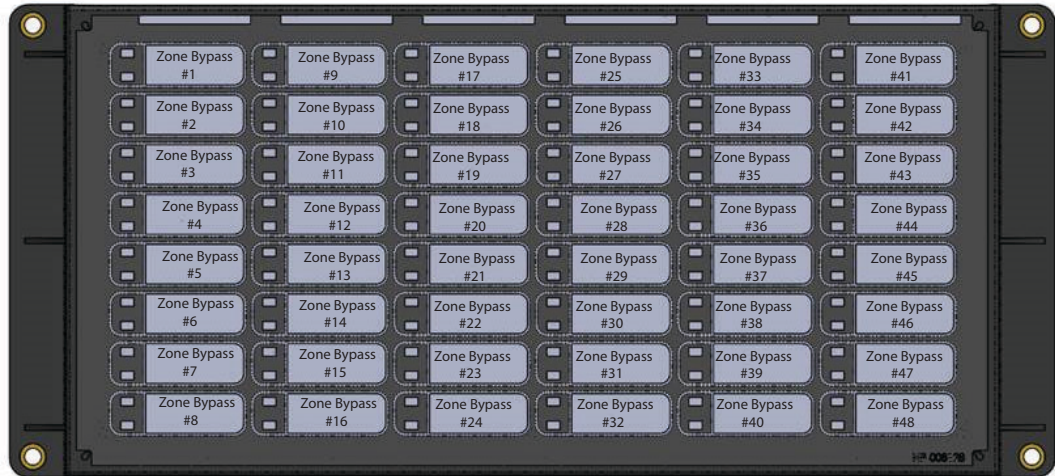 Zone Bypass
#1
Zone Bypass
#2
Zone Bypass
#3
Zone Bypass
#4
Zone Bypass
#5
Zone Bypass
#6
Zone Bypass
#7
Zone Bypass
#8
Zone Bypass
#9
Zone Bypass
#10
Zone Bypass
#11
Zone Bypass
#12
Zone Bypass
#13
Zone Bypass
#14
Zone Bypass
#15
Zone Bypass
#16
Zone Bypass
#17
Zone Bypass
#18
Zone Bypass
#19
Zone Bypass
#20
Zone Bypass
#21
Zone Bypass
#22
Zone Bypass
#23
Zone Bypass
#24
Zone Bypass
#25
Zone Bypass
#26
Zone Bypass
#27
Zone Bypass
#28
Zone Bypass
#29
Zone Bypass
#30
Zone Bypass
#31
Zone Bypass
#32
Zone Bypass
#33
Zone Bypass
#34
Zone Bypass
#35
Zone Bypass
#36
Zone Bypass
#37
Zone Bypass
#38
Zone Bypass
#39
Zone Bypass
#40
Zone Bypass
#41
Zone Bypass
#42
Zone Bypass
#43
Zone Bypass
#44
Zone Bypass
#45
Zone Bypass
#46
Zone Bypass
#47
Zone Bypass
#48